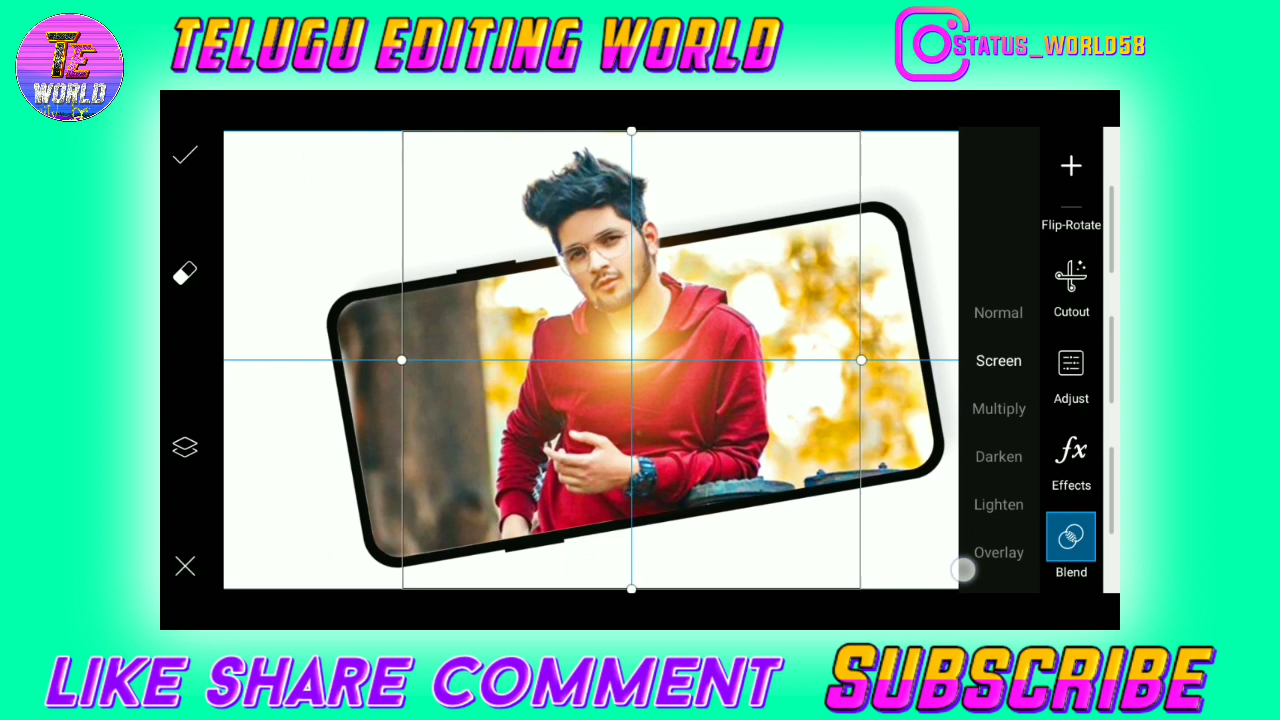 TE
WORLD
TELUGU EDITING WORLD
STATUS_WORLD58
Flip-Rotate
Cutout
Adjust
fx
Effects
Blend
Normal
Screen
Multiply
Darken
Lighten
Overlay
LIKE SHARE COMMENT
SUBSCRIBE